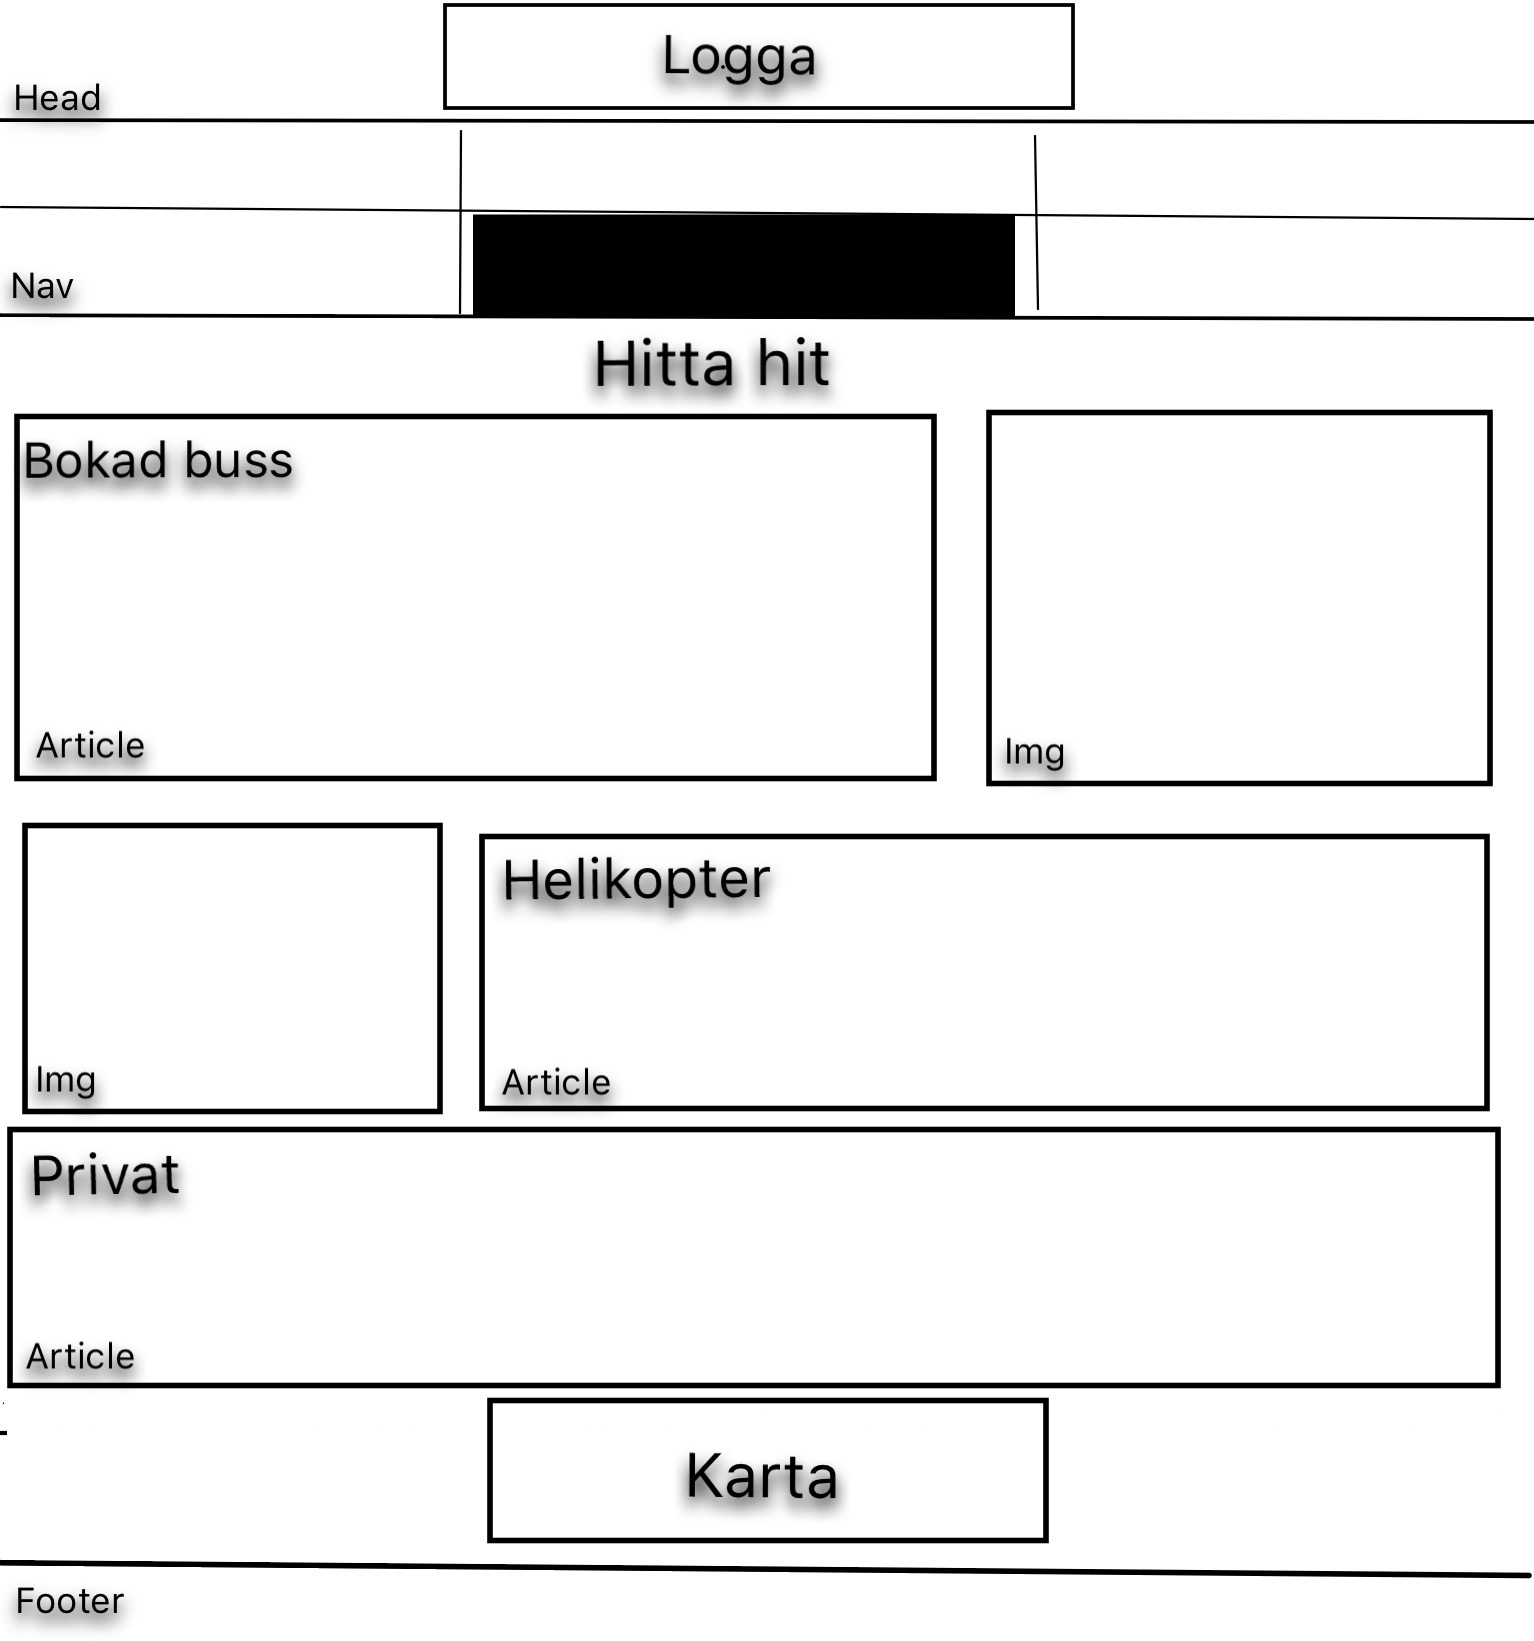 Logga
Head
Nav
Hitta hit
Bokad buss
Article
Img
Img
Helikopter
Article
Privat
Article
Karta
Footer